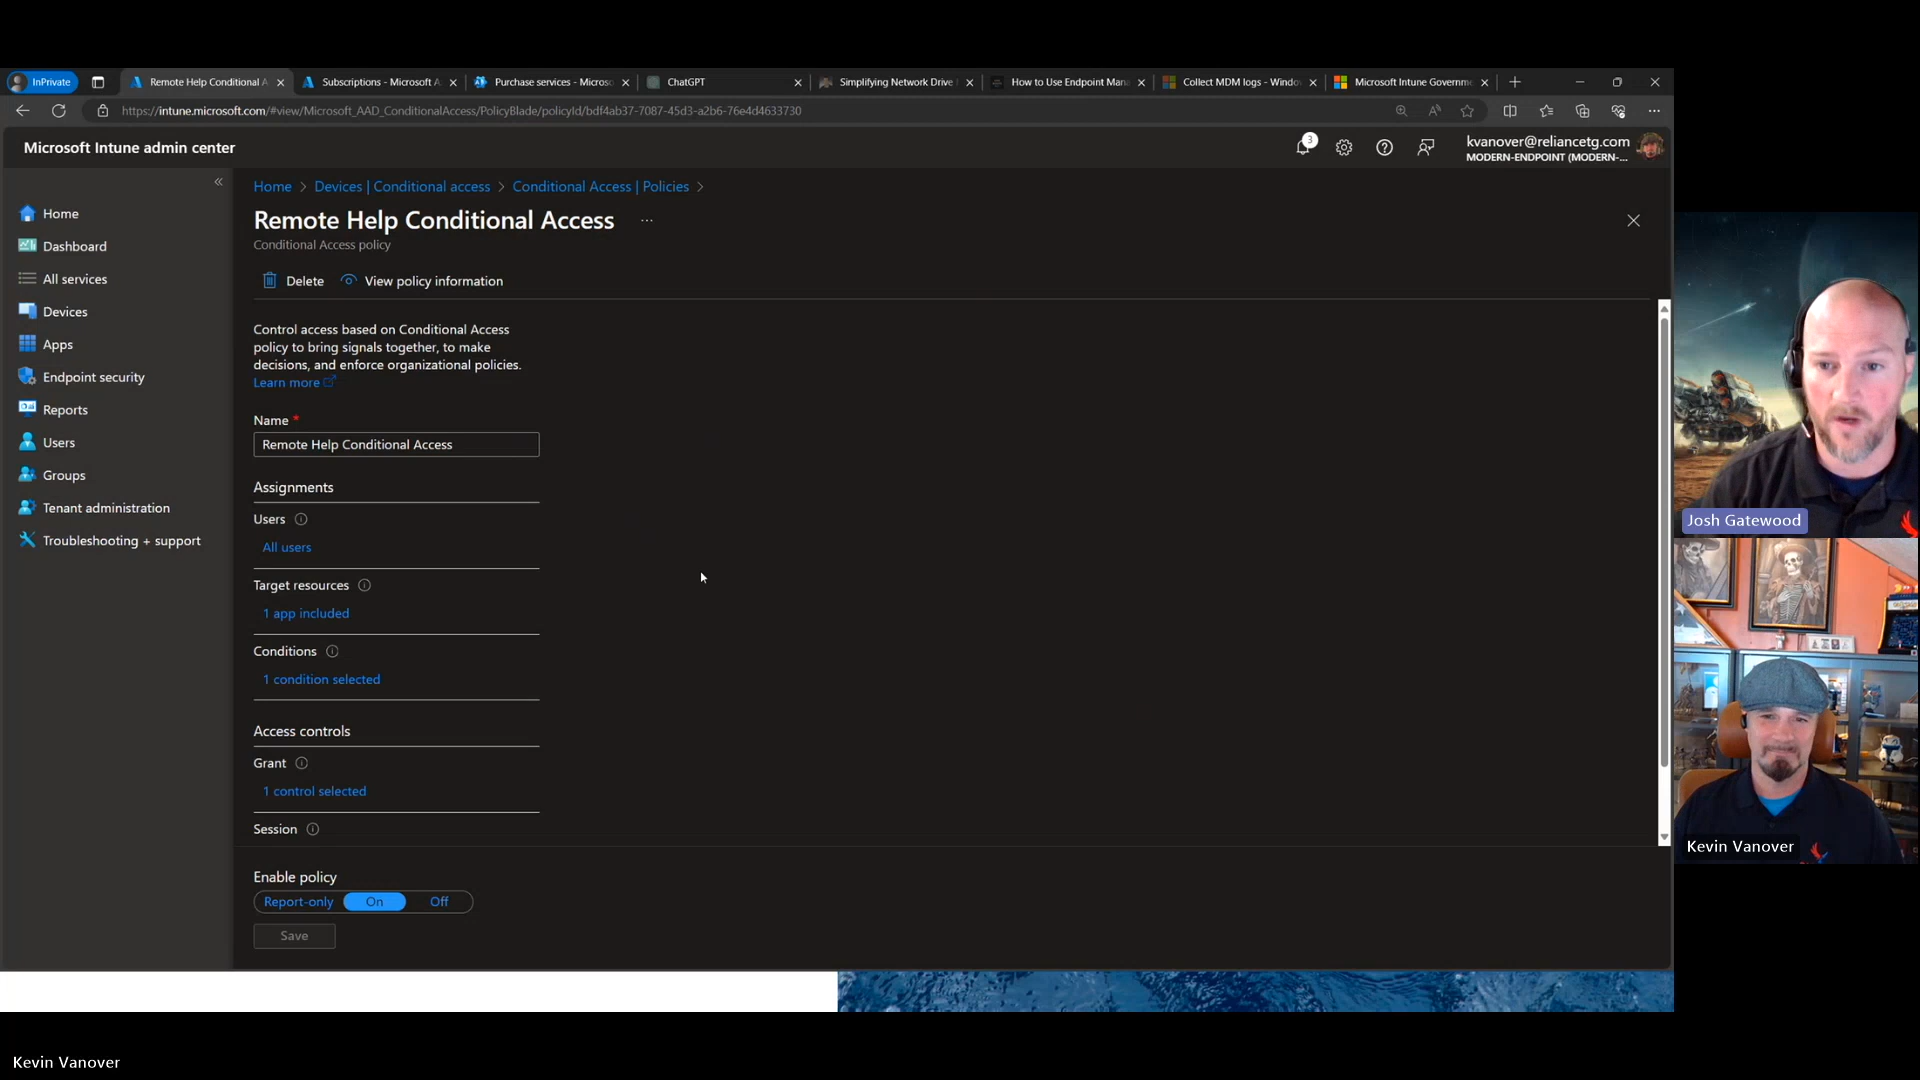 InPrivate
Remote Help Conditional A
Subscriptions - Microsoft A
Purchase services - Microso
ChatGPT
Simplifying Network Drive
How to Use Endpoint Man
Collect MDM logs - Windo
Microsoft Intune Governm
https://intune.microsoft.com/#view/Microsoft_AAD_ConditionalAccess/PolicyBlade/policyId/bdf4ab37-7087-45d3-a2b6-76e4d4633730
Microsoft Intune admin center
3
kvanover@reliancetg.com
MODERN-ENDPOINT (MODERN-...
Home
Dashboard
All services
Devices
Apps
Endpoint security
Reports
Users
Groups
Tenant administration
Troubleshooting + support
Home > Devices | Conditional access > Conditional Access | Policies >
Remote Help Conditional Access ...
Conditional Access policy
Delete
View policy information
Control access based on Conditional Access
policy to bring signals together, to make
decisions, and enforce organizational policies.
Learn more
Name *
Remote Help Conditional Access
Assignments
Users
All users
Target resources
1 app included
Conditions
1 condition selected
Access controls
Grant
1 control selected
Session
Enable policy
Report-only On Off
Save
Josh Gatewood
Kevin Vanover
Kevin Vanover